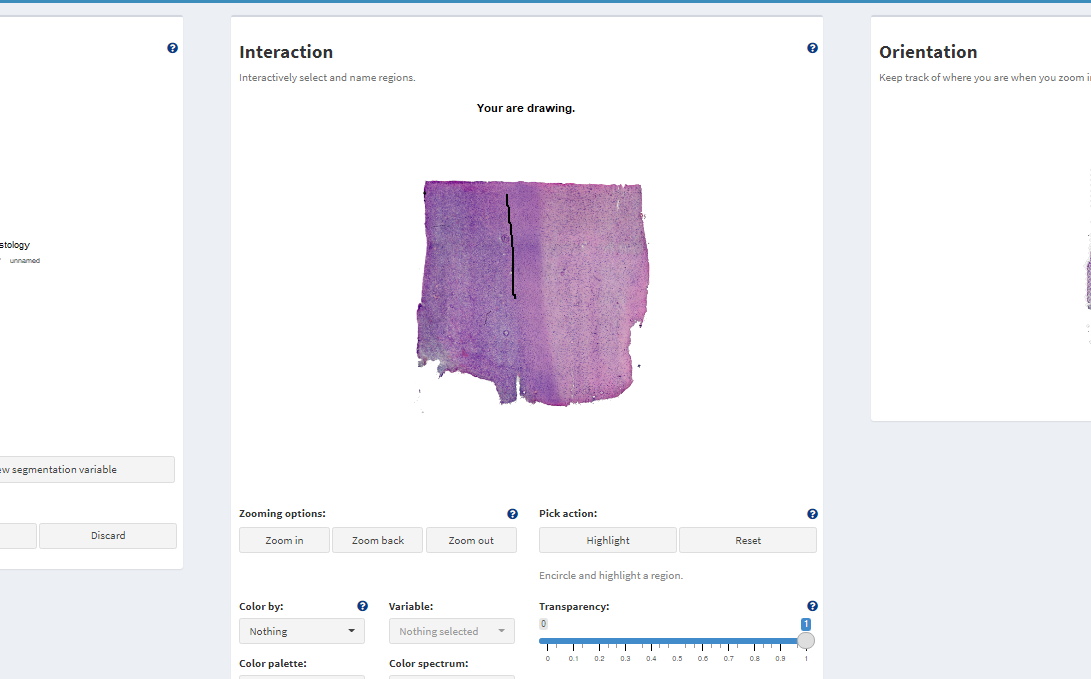 Interaction
Interactively select and name regions.
Your are drawing.
Orientation
Keep track of where you are when you zoom i
stology
unnamed
ew segmentation variable
Discard
Zooming options:
Zoom in
Zoom back
Zoom out
Pick action:
Highlight
Reset
Encircle and highlight a region.
Color by:
Nothing
Variable:
Nothing selected
Transparency:
0
1
0 0.1 0.2 0.3 0.4 0.5 0.6 0.7 0.8 0.9 1
Color palette:
Color spectrum: